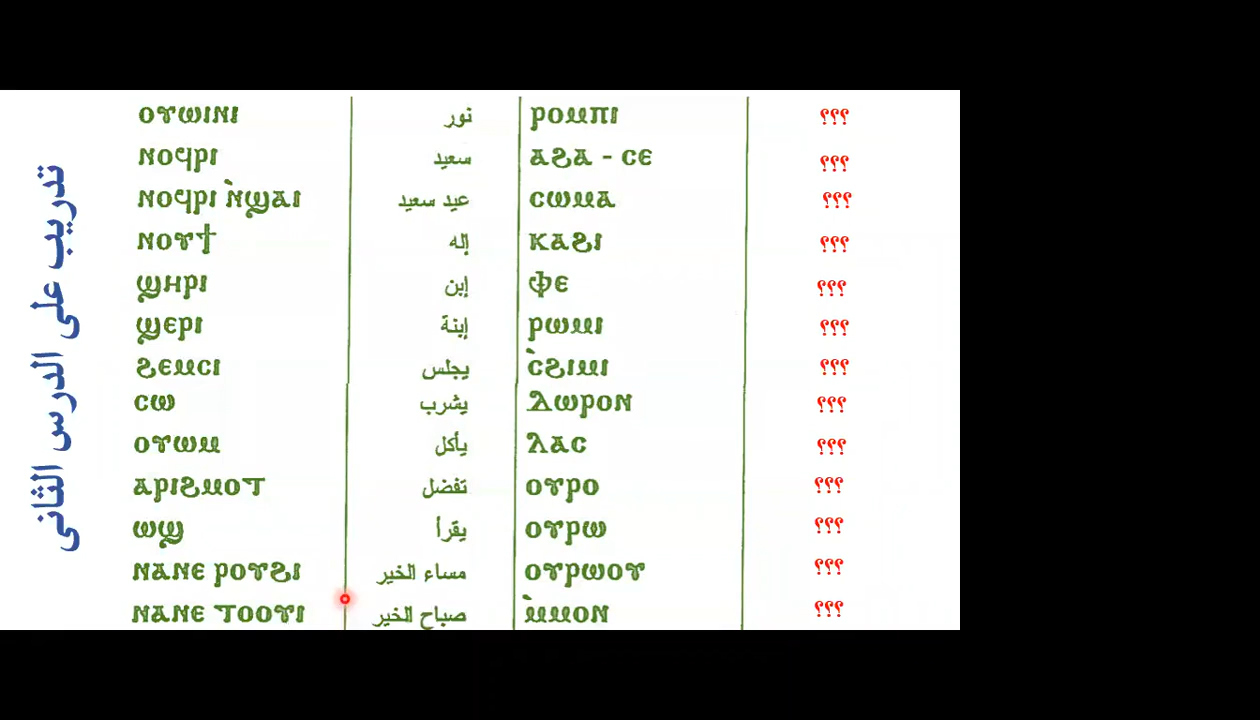 تدريب على الدرس الثانى
ⲟⲩⲱⲓⲛⲓ نور ⲣⲟⲙⲡⲓ ؟؟؟
ⲛⲟϥⲣⲓ سعيد ⲁϩⲁ - ⲥⲉ ؟؟؟
ⲛⲟϥⲣⲓ ⲛ̀ϣⲁⲓ عيد سعيد ⲥⲱⲙⲁ ؟؟؟
ⲛⲟⲩϯ إله ⲕⲁϩⲓ ؟؟؟
ϣⲏⲣⲓ إبن ⲫⲉ ؟؟؟
ϣⲉⲣⲓ إبنة ⲣⲱⲙⲓ ؟؟؟
ϩⲉⲙⲥⲓ يجلس ⲥ̀ϩⲓⲙⲓ ؟؟؟
ⲥⲱ يشرب ⲇⲱⲣⲟⲛ ؟؟؟
ⲟⲩⲱⲙ يأكل ⲗⲁⲥ ؟؟؟
ⲁⲣⲓϩⲙⲟⲧ تفضل ⲟⲩⲣⲟ ؟؟؟
ⲱϣ يقرأ ⲟⲩⲣⲱ ؟؟؟
ⲛⲁⲛⲉ ⲣⲟⲩϩⲓ مساء الخير ⲟⲩⲣⲱⲟⲩ ؟؟؟
ⲛⲁⲛⲉ ⲧⲟⲟⲩⲓ صباح الخير ⲙ̀ⲙⲟⲛ ؟؟؟